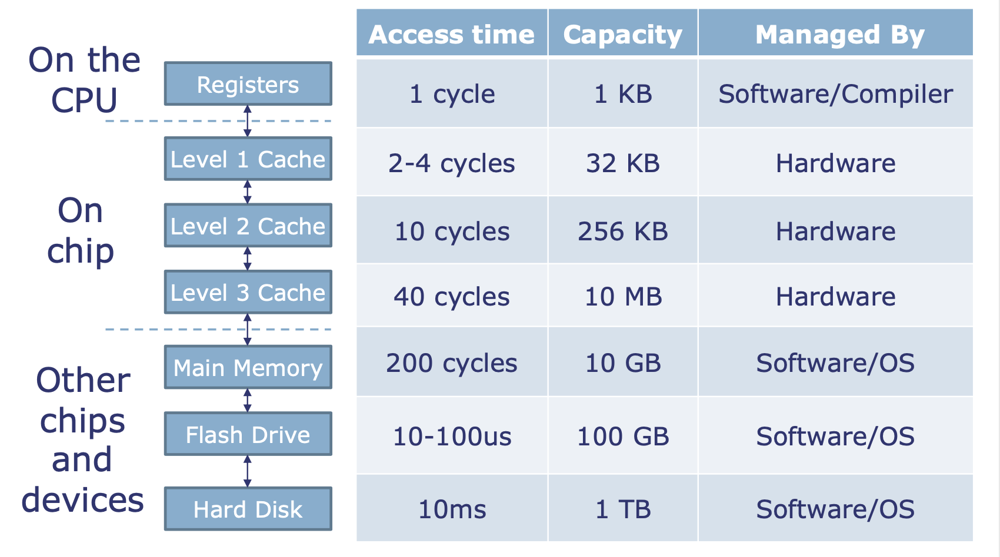 Access time Capacity Managed By
On the
CPU
Registers 1 cycle 1 KB Software/Compiler
Level 1 Cache 2-4 cycles 32 KB Hardware
On
chip
Level 2 Cache 10 cycles 256 KB Hardware
Level 3 Cache 40 cycles 10 MB Hardware
Other
chips
and
devices
Main Memory 200 cycles 10 GB Software/OS
Flash Drive 10-100us 100 GB Software/OS
Hard Disk 10ms 1 TB Software/OS